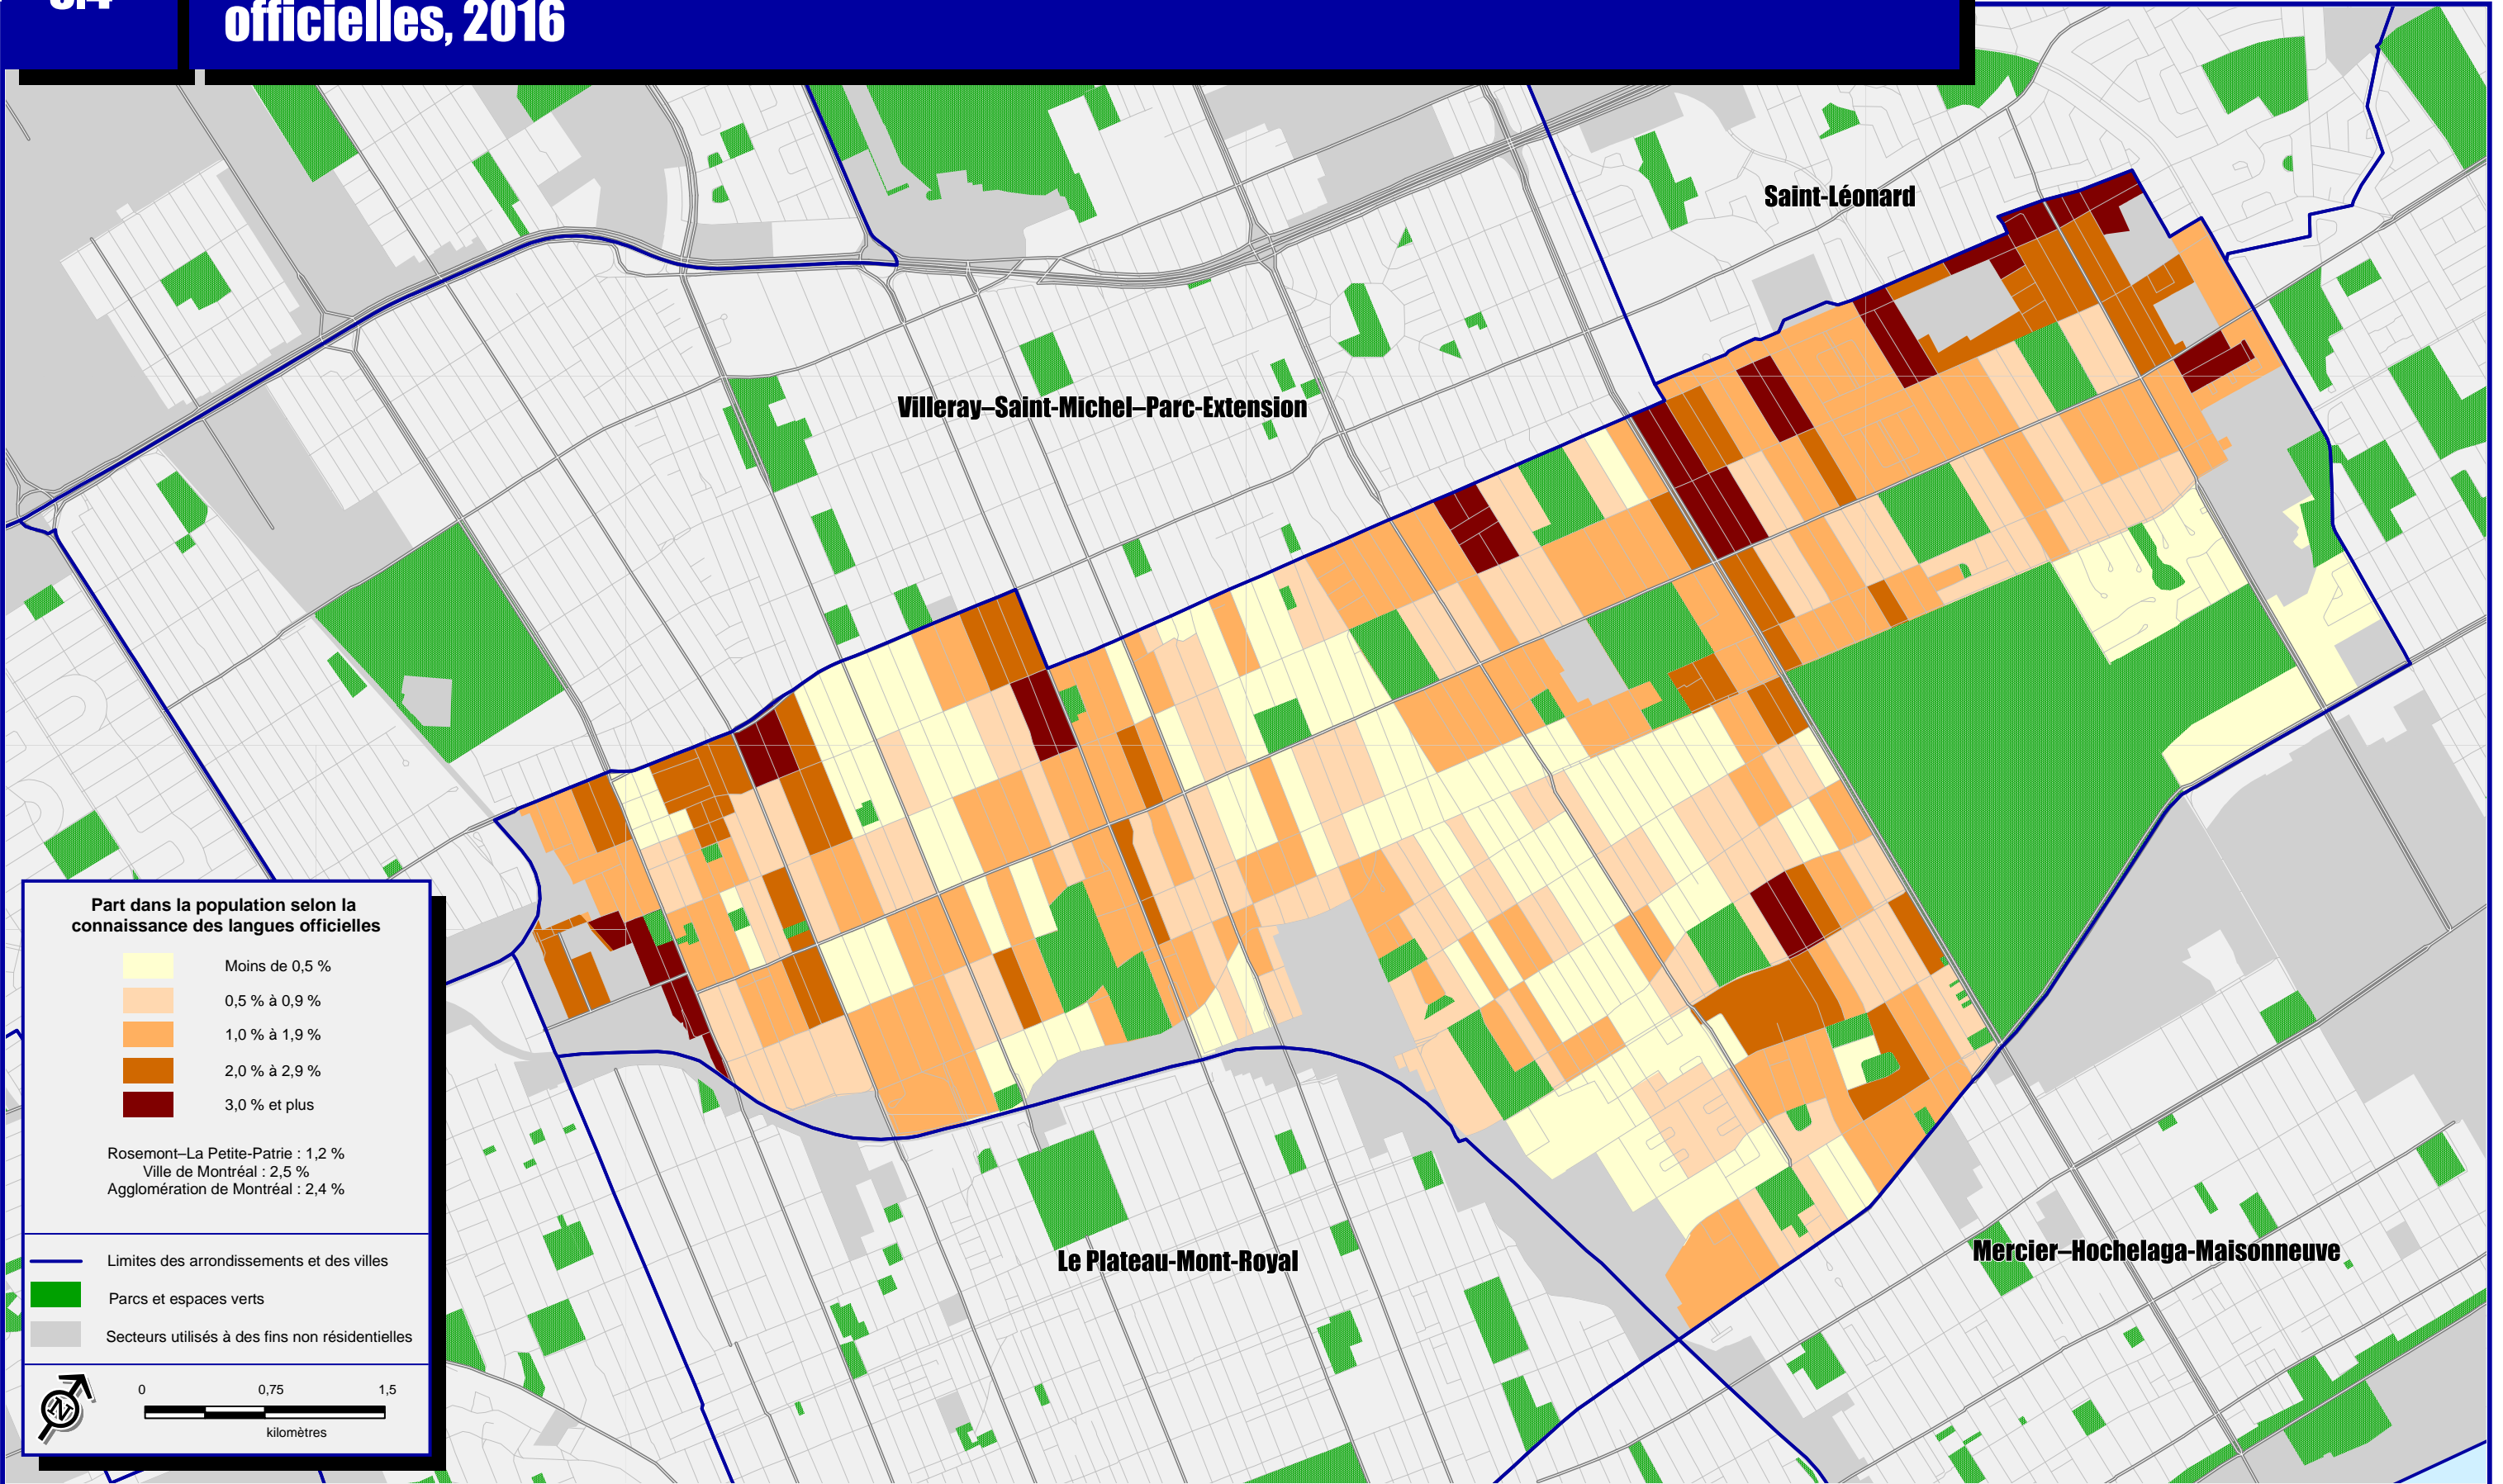 officielles, 2016
Saint-Léonard
Villeray–Saint-Michel–Parc-Extension
Le Plateau-Mont-Royal
Mercier–Hochelaga-Maisonneuve
Part dans la population selon la
connaissance des langues officielles
Moins de 0,5 %
0,5 % à 0,9 %
1,0 % à 1,9 %
2,0 % à 2,9 %
3,0 % et plus
Rosemont–La Petite-Patrie : 1,2 %
Ville de Montréal : 2,5 %
Agglomération de Montréal : 2,4 %
Limites des arrondissements et des villes
Parcs et espaces verts
Secteurs utilisés à des fins non résidentielles
N
0 0,75 1,5
kilomètres